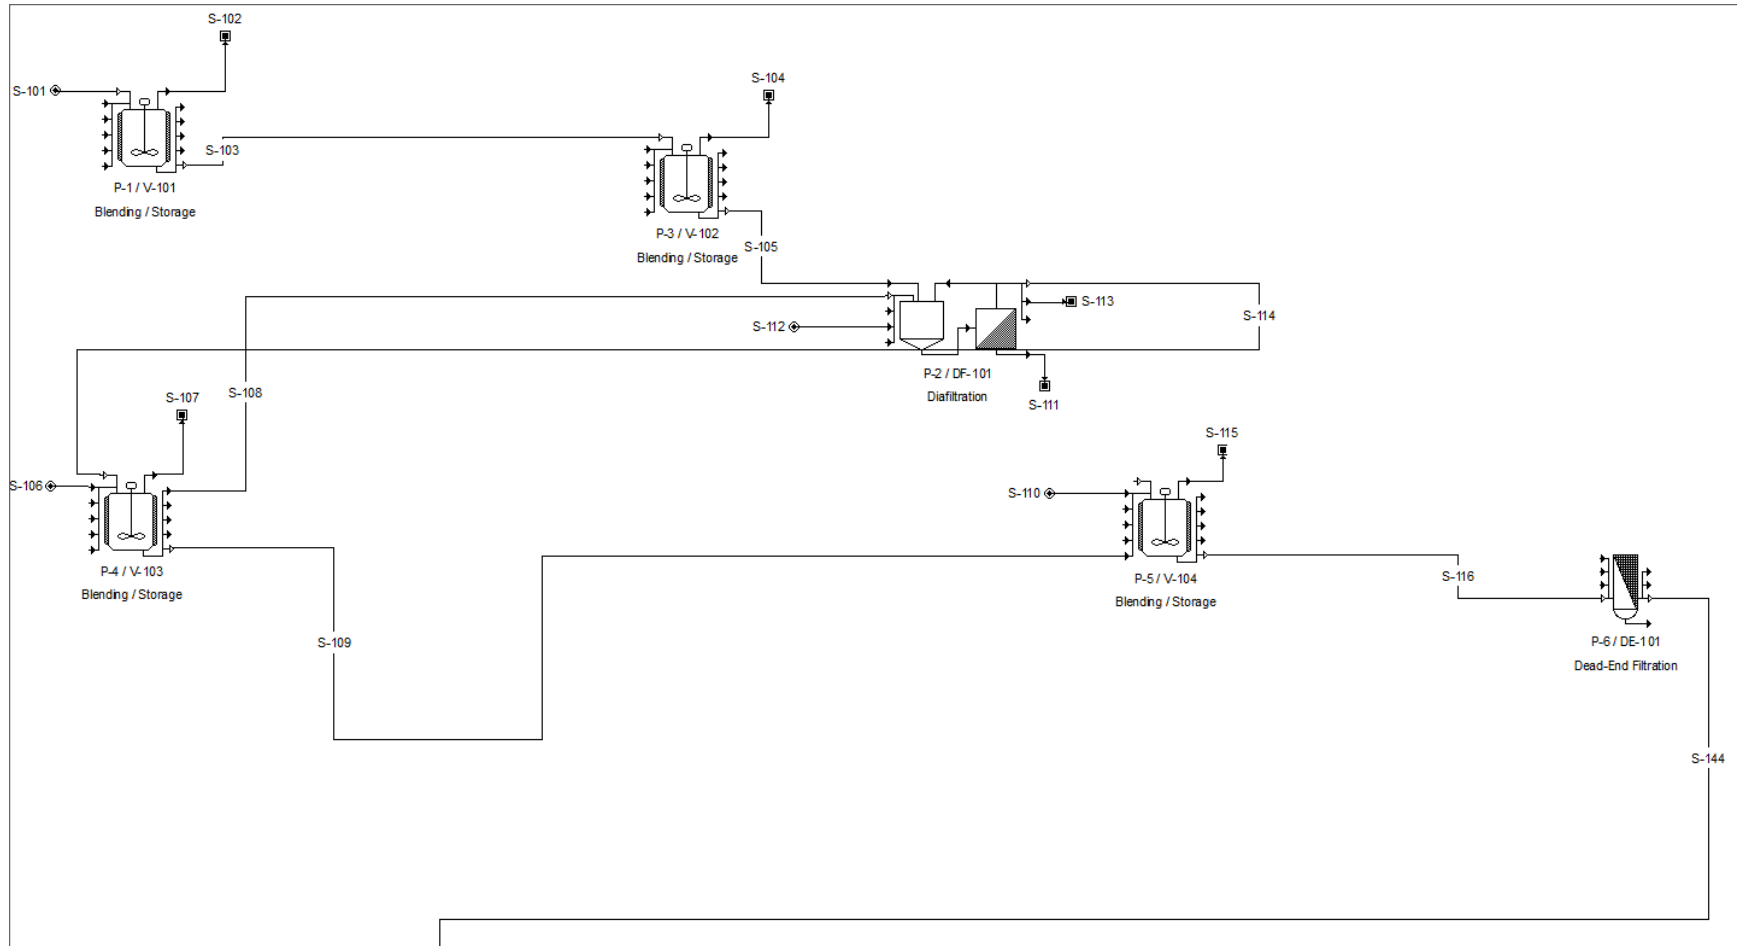 S-102
S-101
S-103
P-1 / V-101
Blending / Storage
S-104
P-3 / V-102
Blending / Storage
S-105
S-112
S-113
S-114
P-2 / DF-101
Diafiltration
S-111
S-108
S-107
S-106
P-4 / V-103
Blending / Storage
S-109
S-115
S-110
P-5 / V-104
Blending / Storage
S-116
P-6 / DE-101
Dead-End Filtration
S-144